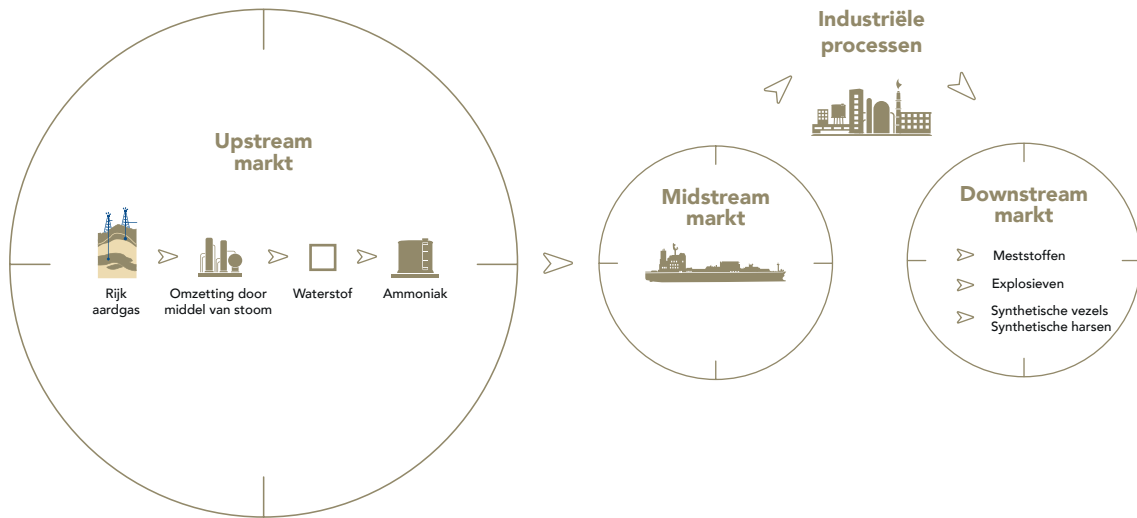 Upstream
markt
Rijk
aardgas
Omzetting door
middel van stoom
Waterstof
Ammoniak
Industriële
processen
Midstream
markt
Downstream
markt
Meststoffen
Explosieven
Synthetische vezels
Synthetische harsen